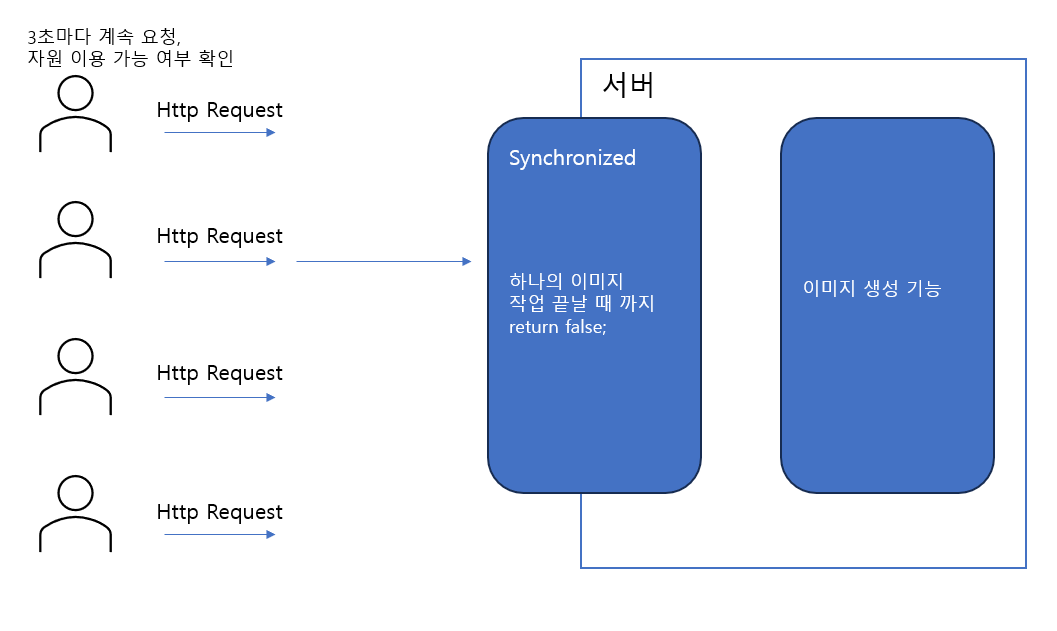 3초마다 계속 요청,
자원 이용 가능 여부 확인
Http Request
서버
Synchronized
Http Request
하나의 이미지
작업 끝날 때 까지
return false;
이미지 생성 기능
Http Request
Http Request